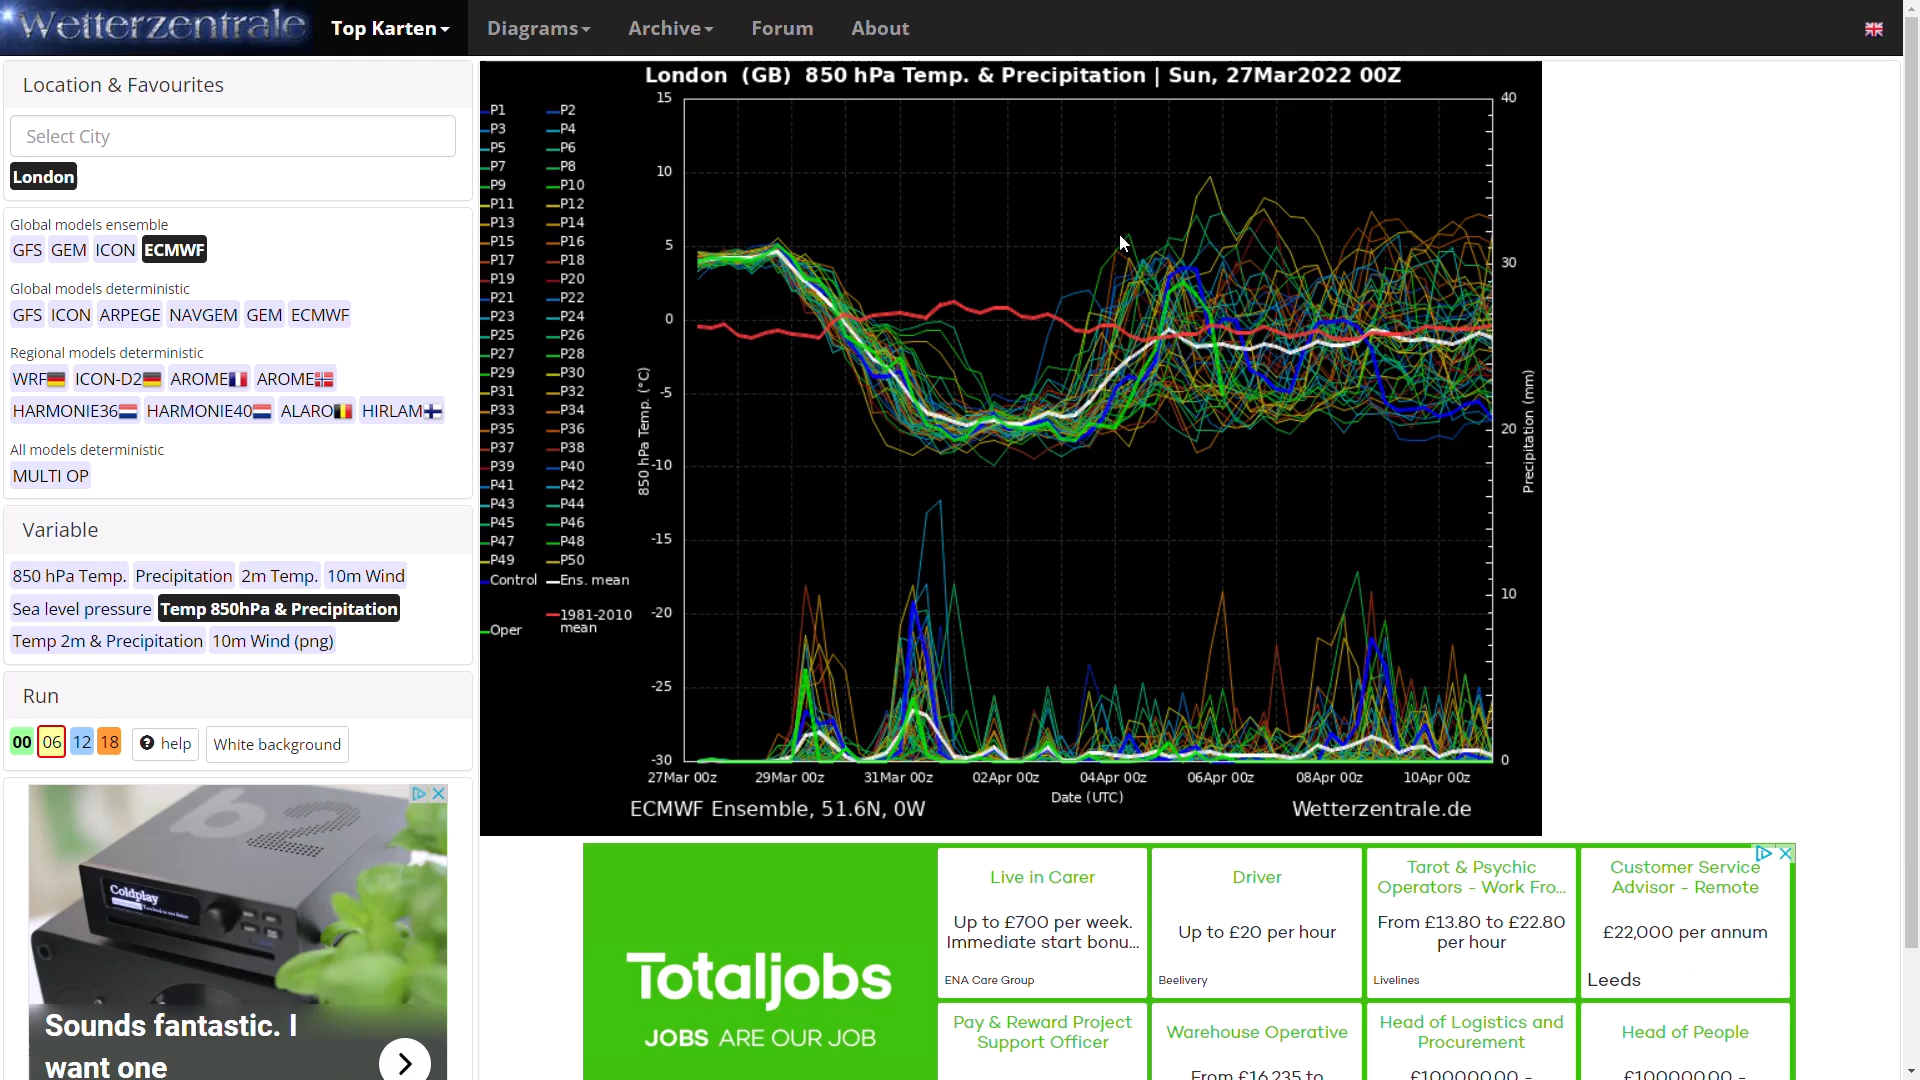 Wetterzentrale
Top Karten
Diagrams
Archive
Forum
About
Location & Favourites
Select City
London
Global models ensemble
GFS GEM ICON ECMWF
Global models deterministic
GFS ICON ARPEGE NAVGEM GEM ECMWF
Regional models deterministic
WRF ICON-D2 AROME AROME
HARMONIE36 HARMONIE40 ALARO HIRLAM
All models deterministic
MULTI OP
Variable
850 hPa Temp. Precipitation 2m Temp. 10m Wind
Sea level pressure Temp 850hPa & Precipitation
Temp 2m & Precipitation 10m Wind (png)
Run
00 06 12 18 help White background
b2
Coldplay
Sounds fantastic. I
want one
London (GB) 850 hPa Temp. & Precipitation | Sun, 27Mar2022 00Z
P1 P2
P3 P4
P5 P6
P7 P8
P9 P10
P11 P12
P13 P14
P15 P16
P17 P18
P19 P20
P21 P22
P23 P24
P25 P26
P27 P28
P29 P30
P31 P32
P33 P34
P35 P36
P37 P38
P39 P40
P41 P42
P43 P44
P45 P46
P47 P48
P49 P50
Control Ens. mean
1981-2010
mean
Oper
850 hPa Temp. (°C)
15
10
5
0
-5
-10
-15
-20
-25
-30
40
30
20
10
0
Precipitation (mm)
27Mar 00z 29Mar 00z 31Mar 00z 02Apr 00z 04Apr 00z 06Apr 00z 08Apr 00z 10Apr 00z
Date (UTC)
ECMWF Ensemble, 51.6N, 0W
Wetterzentrale.de
Totaljobs
JOBS ARE OUR JOB
Live in Carer
Up to £700 per week.
Immediate start bonu...
ENA Care Group
Driver
Up to £20 per hour
Beelivery
Tarot & Psychic
Operators - Work Fro...
From £13.80 to £22.80
per hour
Livelines
Customer Service
Advisor - Remote
£22,000 per annum
Leeds
Pay & Reward Project
Support Officer
Warehouse Operative
From £16,235 to
Head of Logistics and
Procurement
£100000.00 -
Head of People
£100000.00 -